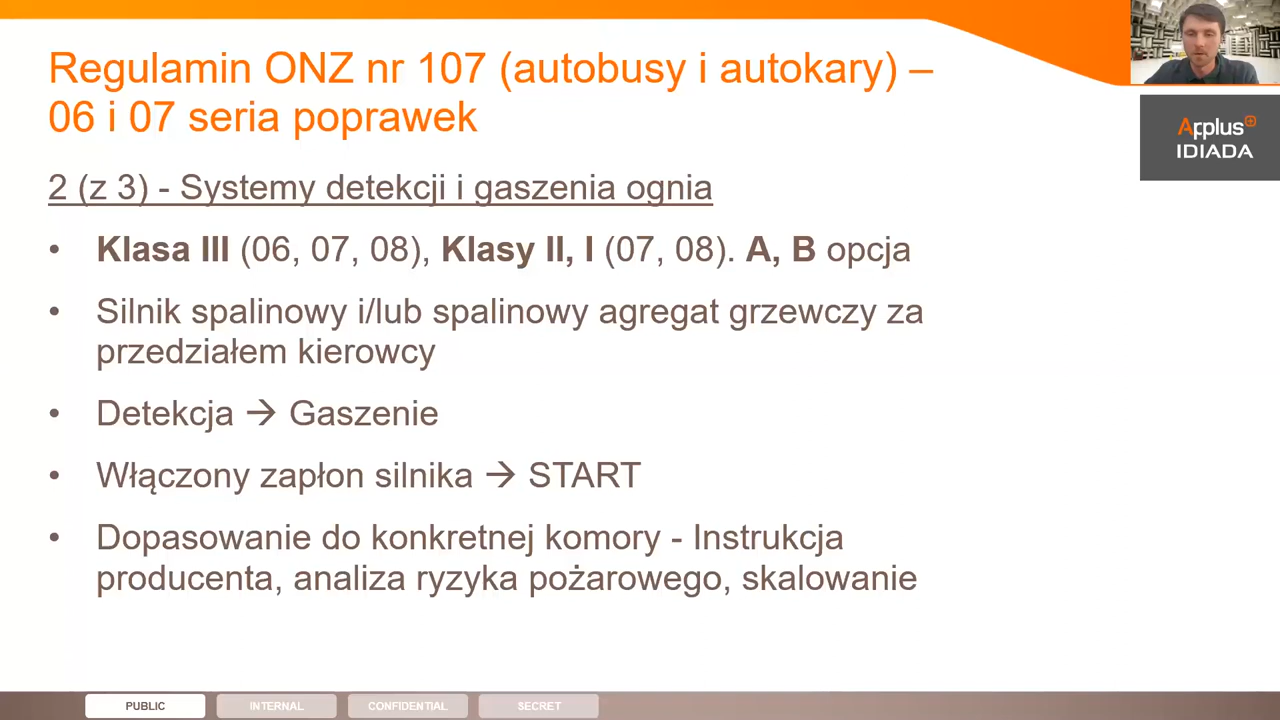 Regulamin ONZ nr 107 (autobusy i autokary) –
06 i 07 seria poprawek
Applus+
IDIADA
2 (z 3) - Systemy detekcji i gaszenia ognia
• Klasa III (06, 07, 08), Klasy II, I (07, 08). A, B opcja
• Silnik spalinowy i/lub spalinowy agregat grzewczy za
przedziałem kierowcy
• Detekcja → Gaszenie
• Włączony zapłon silnika → START
• Dopasowanie do konkretnej komory - Instrukcja
producenta, analiza ryzyka pożarowego, skalowanie
PUBLIC
INTERNAL
CONFIDENTIAL
SECRET